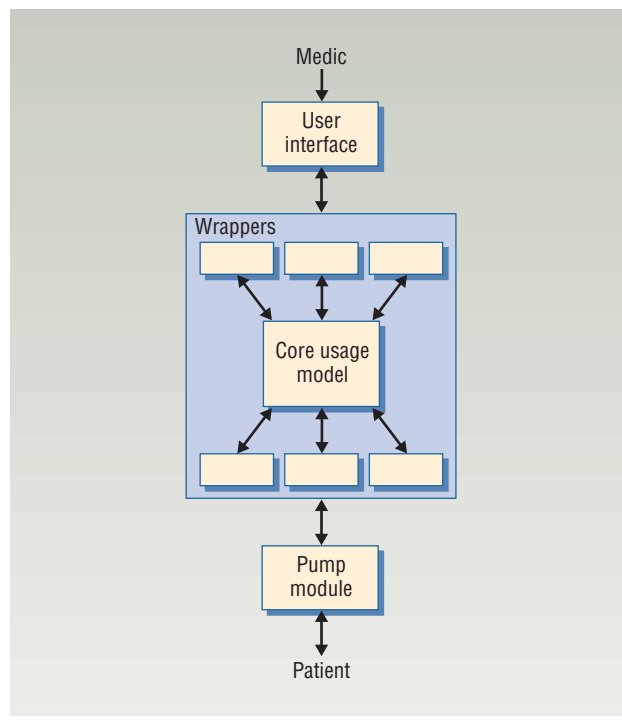 Medic
User
interface
Wrappers
Core usage
model
Pump
module
Patient